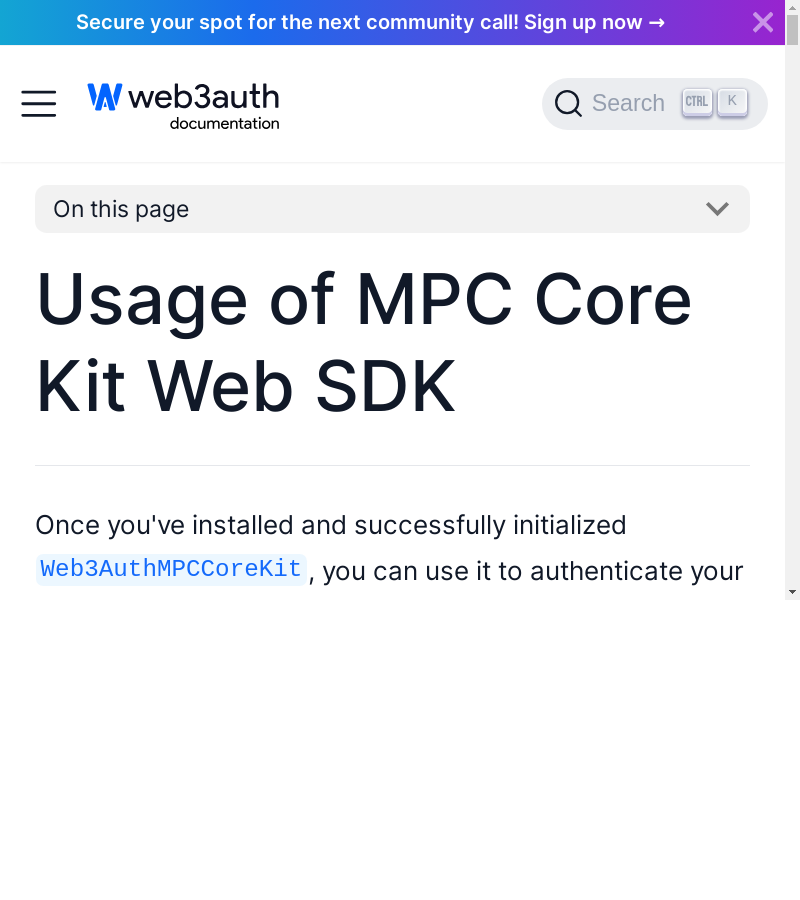 Secure your spot for the next community call! Sign up now →
web3auth
documentation
Search CTRL K
On this page
Usage of MPC Core
Kit Web SDK
Once you've installed and successfully initialized
Web3AuthMPCCoreKit, you can use it to authenticate your